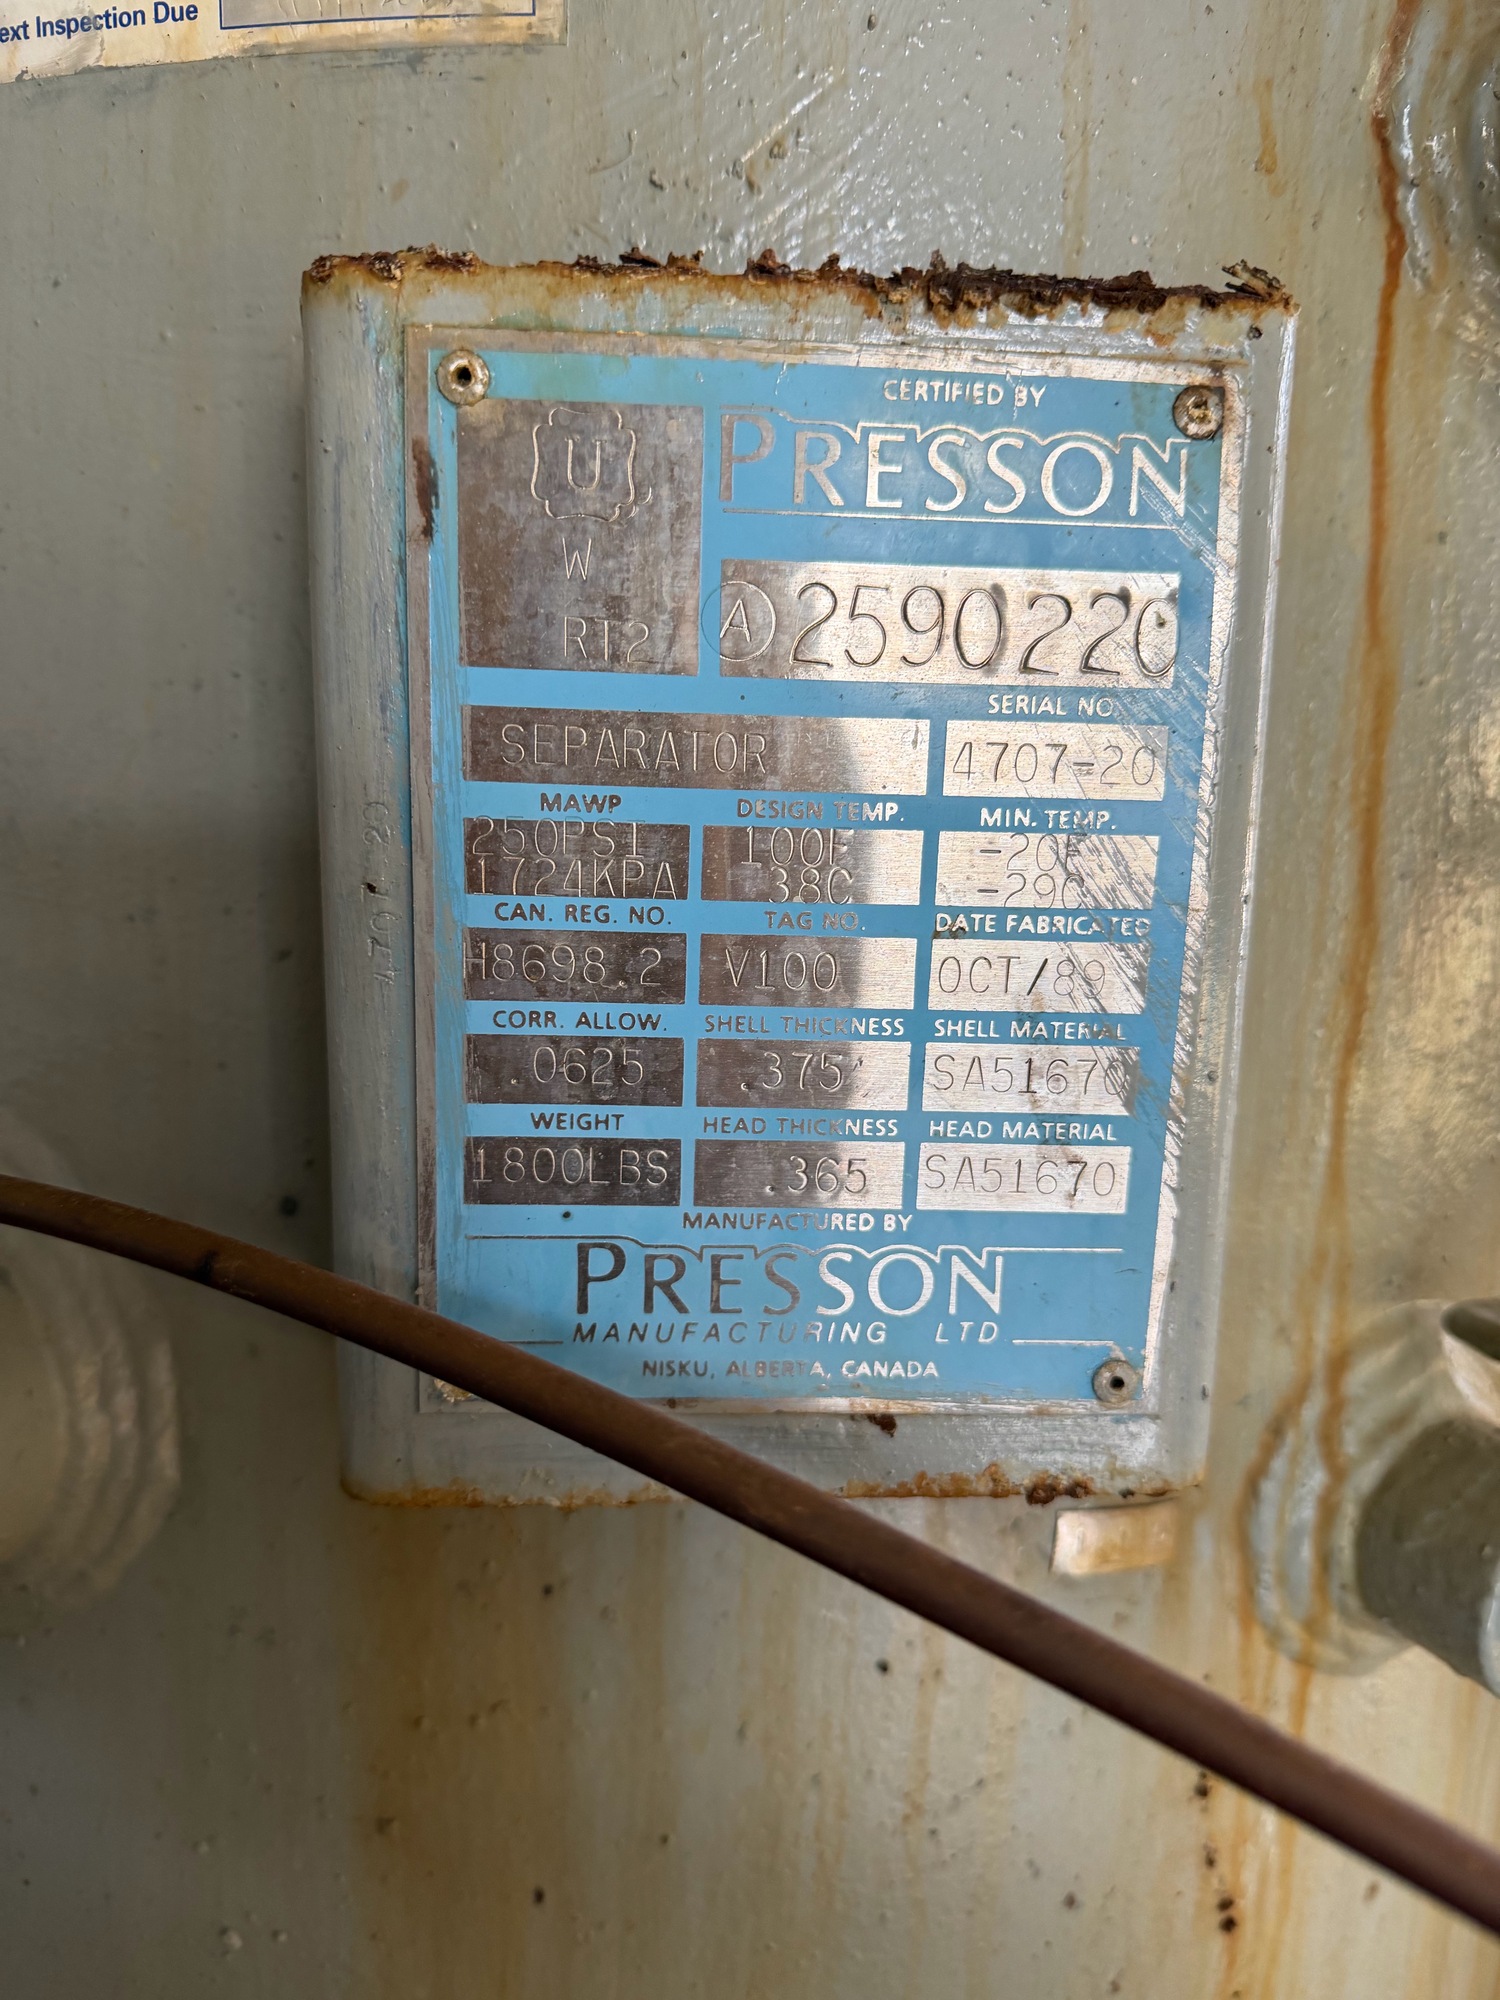 ext Inspection Due
CERTIFIED BY
PRESSON
U
W
RT2
A 2590220
SERIAL NO
SEPARATOR 4707-20
MAWP DESIGN TEMP. MIN. TEMP.
250PSI 100F -20F
1724KPA 38C -29C
CAN. REG. NO. TAG NO. DATE FABRICATED
H8698.2 V100 OCT/89
CORR. ALLOW. SHELL THICKNESS SHELL MATERIAL
.0625 .375 SA51670
WEIGHT HEAD THICKNESS HEAD MATERIAL
1800LBS .365 SA51670
MANUFACTURED BY
PRESSON
MANUFACTURING LTD
NISKU, ALBERTA, CANADA